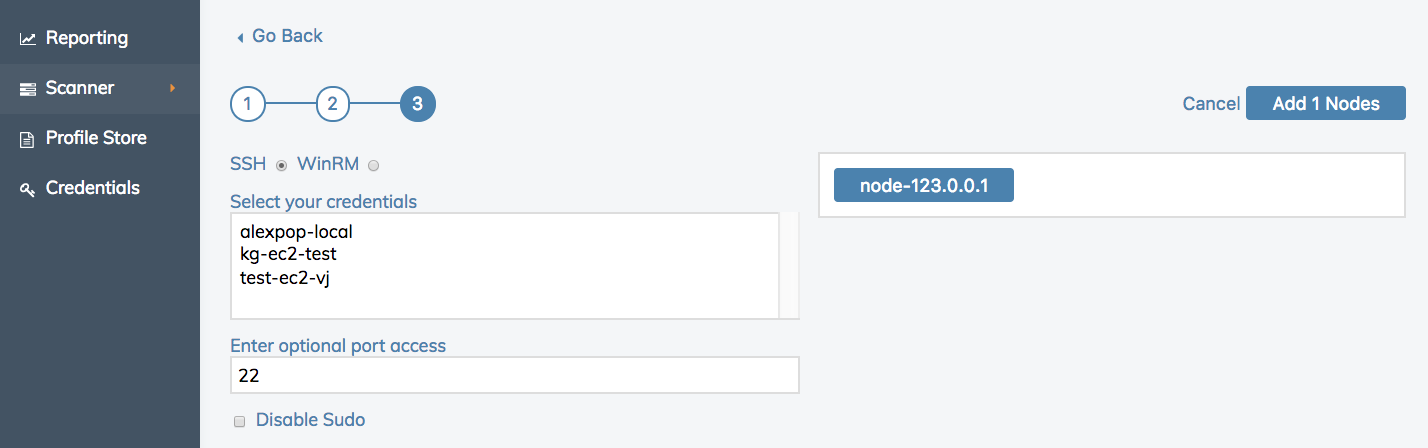 Reporting
Scanner
Profile Store
Credentials
Go Back
1 2 3
Cancel Add 1 Nodes
SSH WinRM
Select your credentials
alexpop-local
kg-ec2-test
test-ec2-vj
Enter optional port access
22
Disable Sudo
node-123.0.0.1